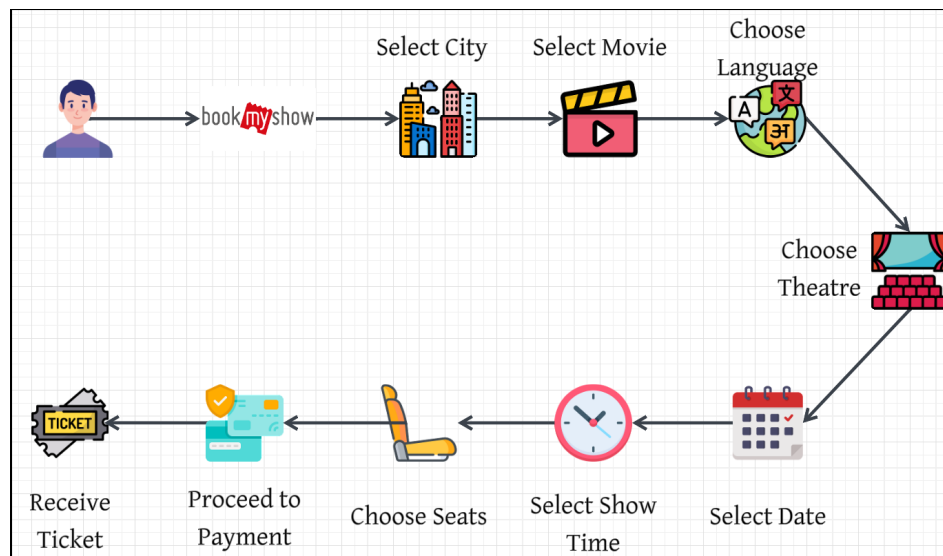 Select City
Select Movie
Choose
Language
bookmyshow
A
文
अ
Choose
Theatre
TICKET
Receive
Ticket
Proceed to
Payment
Choose Seats
Select Show
Time
Select Date